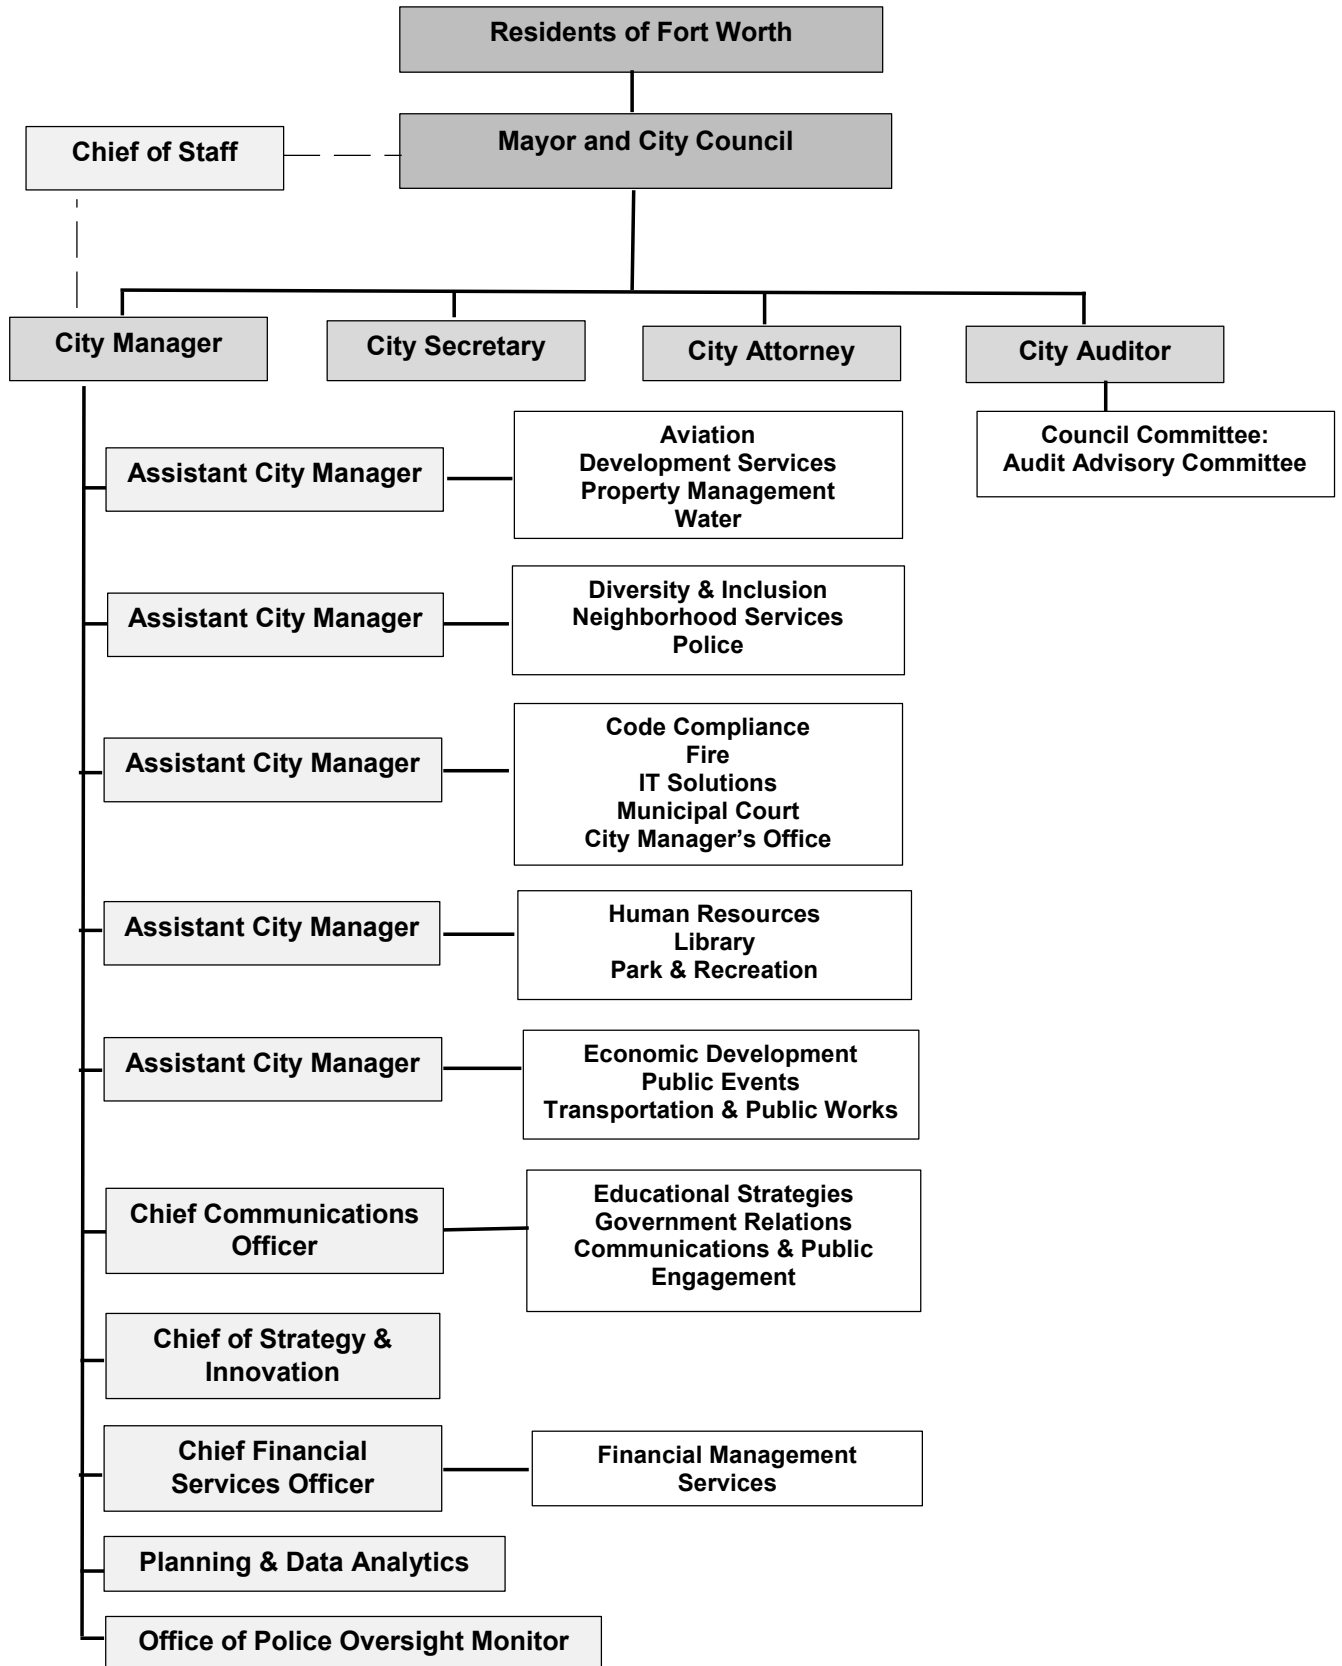 Residents of Fort Worth
Mayor and City Council
Chief of Staff
City Manager
City Secretary
City Attorney
City Auditor
Council Committee:
Audit Advisory Committee
Assistant City Manager
Aviation
Development Services
Property Management
Water
Assistant City Manager
Diversity & Inclusion
Neighborhood Services
Police
Assistant City Manager
Code Compliance
Fire
IT Solutions
Municipal Court
City Manager’s Office
Assistant City Manager
Human Resources
Library
Park & Recreation
Assistant City Manager
Economic Development
Public Events
Transportation & Public Works
Chief Communications
Officer
Educational Strategies
Government Relations
Communications & Public
Engagement
Chief of Strategy &
Innovation
Chief Financial
Services Officer
Financial Management
Services
Planning & Data Analytics
Office of Police Oversight Monitor